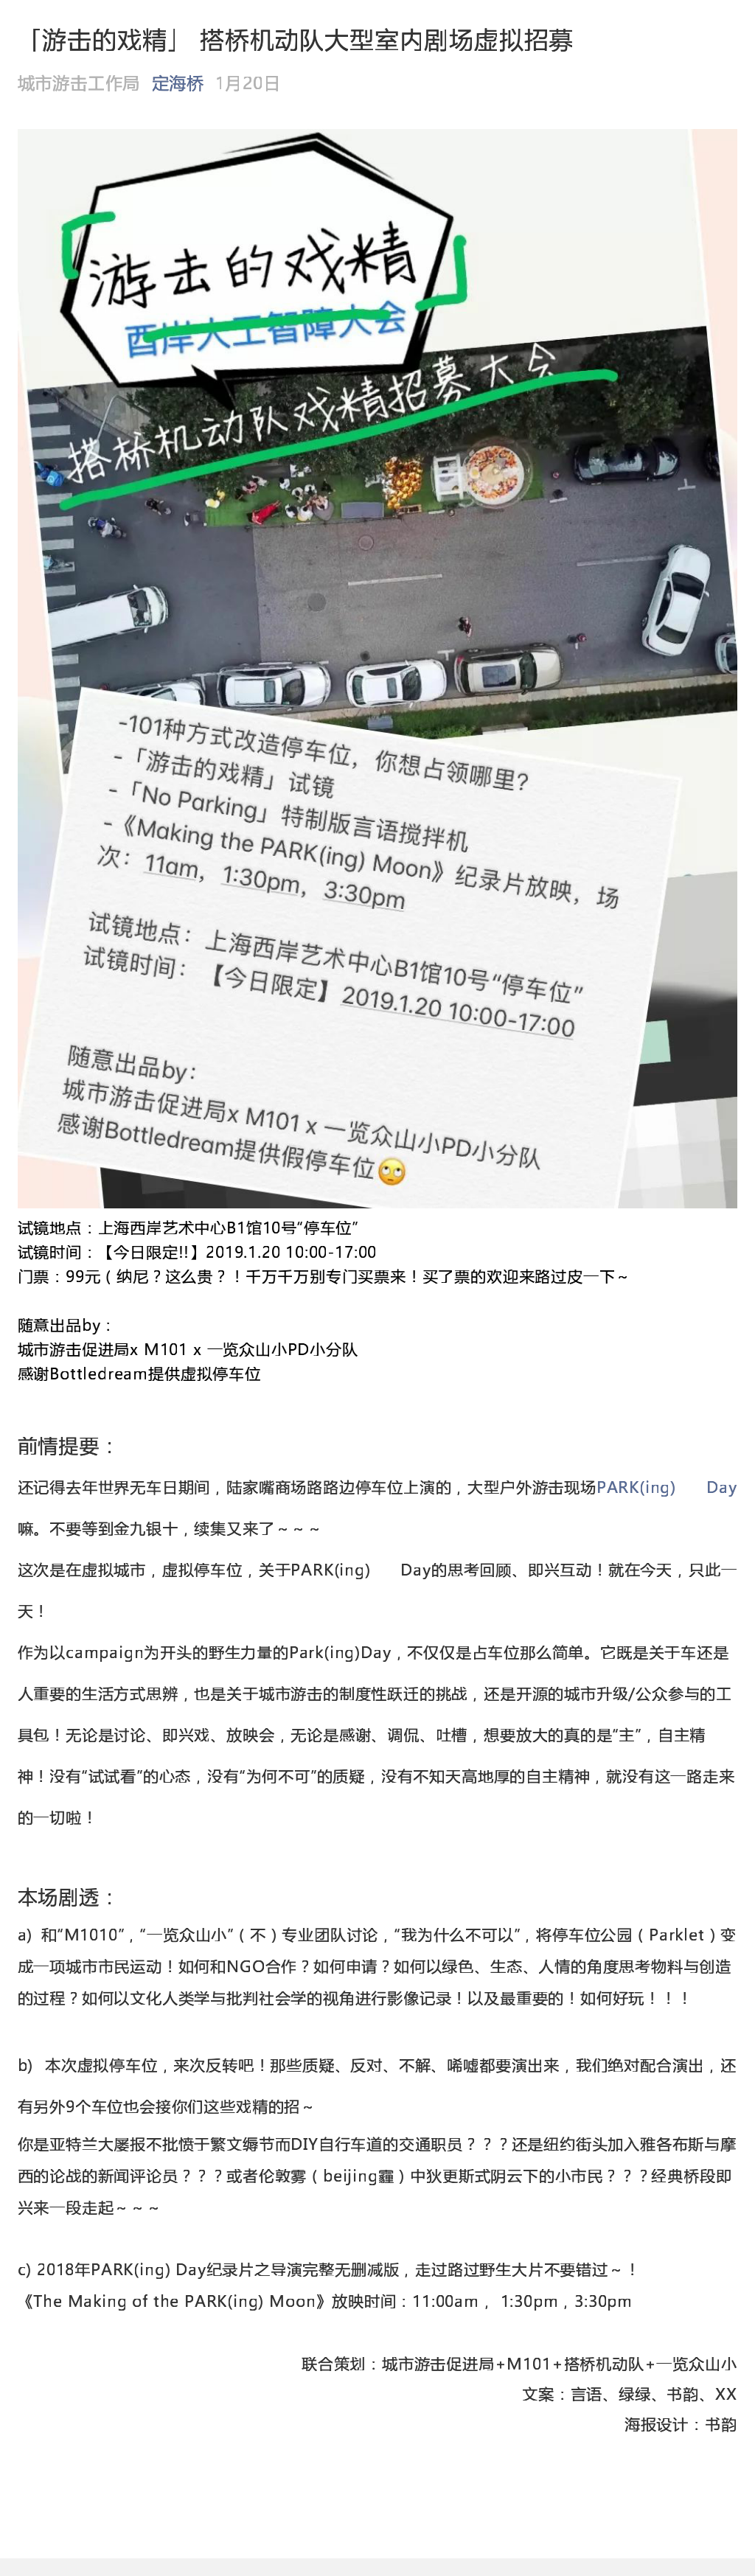 「游击的戏精」 搭桥机动队大型室内剧场虚拟招募
城市游击工作局 定海桥 1月20日
「游击的戏精」
西岸人工智障大会
搭桥机动队戏精招募大会
-101种方式改造停车位，你想占领哪里？
-「游击的戏精」试镜
-「No Parking」特制版言语搅拌机
-《Making the PARK(ing) Moon》纪录片放映，场
次：11am，1:30pm，3:30pm
试镜地点：上海西岸艺术中心B1馆10号“停车位”
试镜时间：【今日限定】2019.1.20 10:00-17:00
随意出品by：
城市游击促进局x M101 x 一览众山小PD小分队
感谢Bottledream提供假停车位🙄
试镜地点：上海西岸艺术中心B1馆10号“停车位”
试镜时间：【今日限定!!】2019.1.20 10:00-17:00
门票：99元（纳尼？这么贵？！千万千万别专门买票来！买了票的欢迎来路过皮一下~
随意出品by：
城市游击促进局x M101 x 一览众山小PD小分队
感谢Bottledream提供虚拟停车位
前情提要：
还记得去年世界无车日期间，陆家嘴商场路路边停车位上演的，大型户外游击现场PARK(ing) Day
嘛。不要等到金九银十，续集又来了~~~
这次是在虚拟城市，虚拟停车位，关于PARK(ing) Day的思考回顾、即兴互动！就在今天，只此一
天！
作为以campaign为开头的野生力量的Park(ing)Day，不仅仅是占车位那么简单。它既是关于车还是
人重要的生活方式思辨，也是关于城市游击的制度性跃迁的挑战，还是开源的城市升级/公众参与的工
具包！无论是讨论、即兴戏、放映会，无论是感谢、调侃、吐槽，想要放大的真的是“主”，自主精
神！没有“试试看”的心态，没有“为何不可”的质疑，没有不知天高地厚的自主精神，就没有这一路走来
的一切啦！
本场剧透：
a) 和“M1010”，“一览众山小”（不）专业团队讨论，“我为什么不可以”，将停车位公园（Parklet）变
成一项城市市民运动！如何和NGO合作？如何申请？如何以绿色、生态、人情的角度思考物料与创造
的过程？如何以文化人类学与批判社会学的视角进行影像记录！以及最重要的！如何好玩！！！
b) 本次虚拟停车位，来次反转吧！那些质疑、反对、不解、唏嘘都要演出来，我们绝对配合演出，还
有另外9个车位也会接你们这些戏精的招~
你是亚特兰大屡报不批愤于繁文缛节而DIY自行车道的交通职员？？？还是纽约街头加入雅各布斯与摩
西的论战的新闻评论员？？？或者伦敦雾（beijing霾）中狄更斯式阴云下的小市民？？？经典桥段即
兴来一段走起~~~
c) 2018年PARK(ing) Day纪录片之导演完整无删减版，走过路过野生大片不要错过~！
《The Making of the PARK(ing) Moon》放映时间：11:00am， 1:30pm，3:30pm
联合策划：城市游击促进局+M101+搭桥机动队+一览众山小
文案：言语、绿绿、书韵、XX
海报设计：书韵